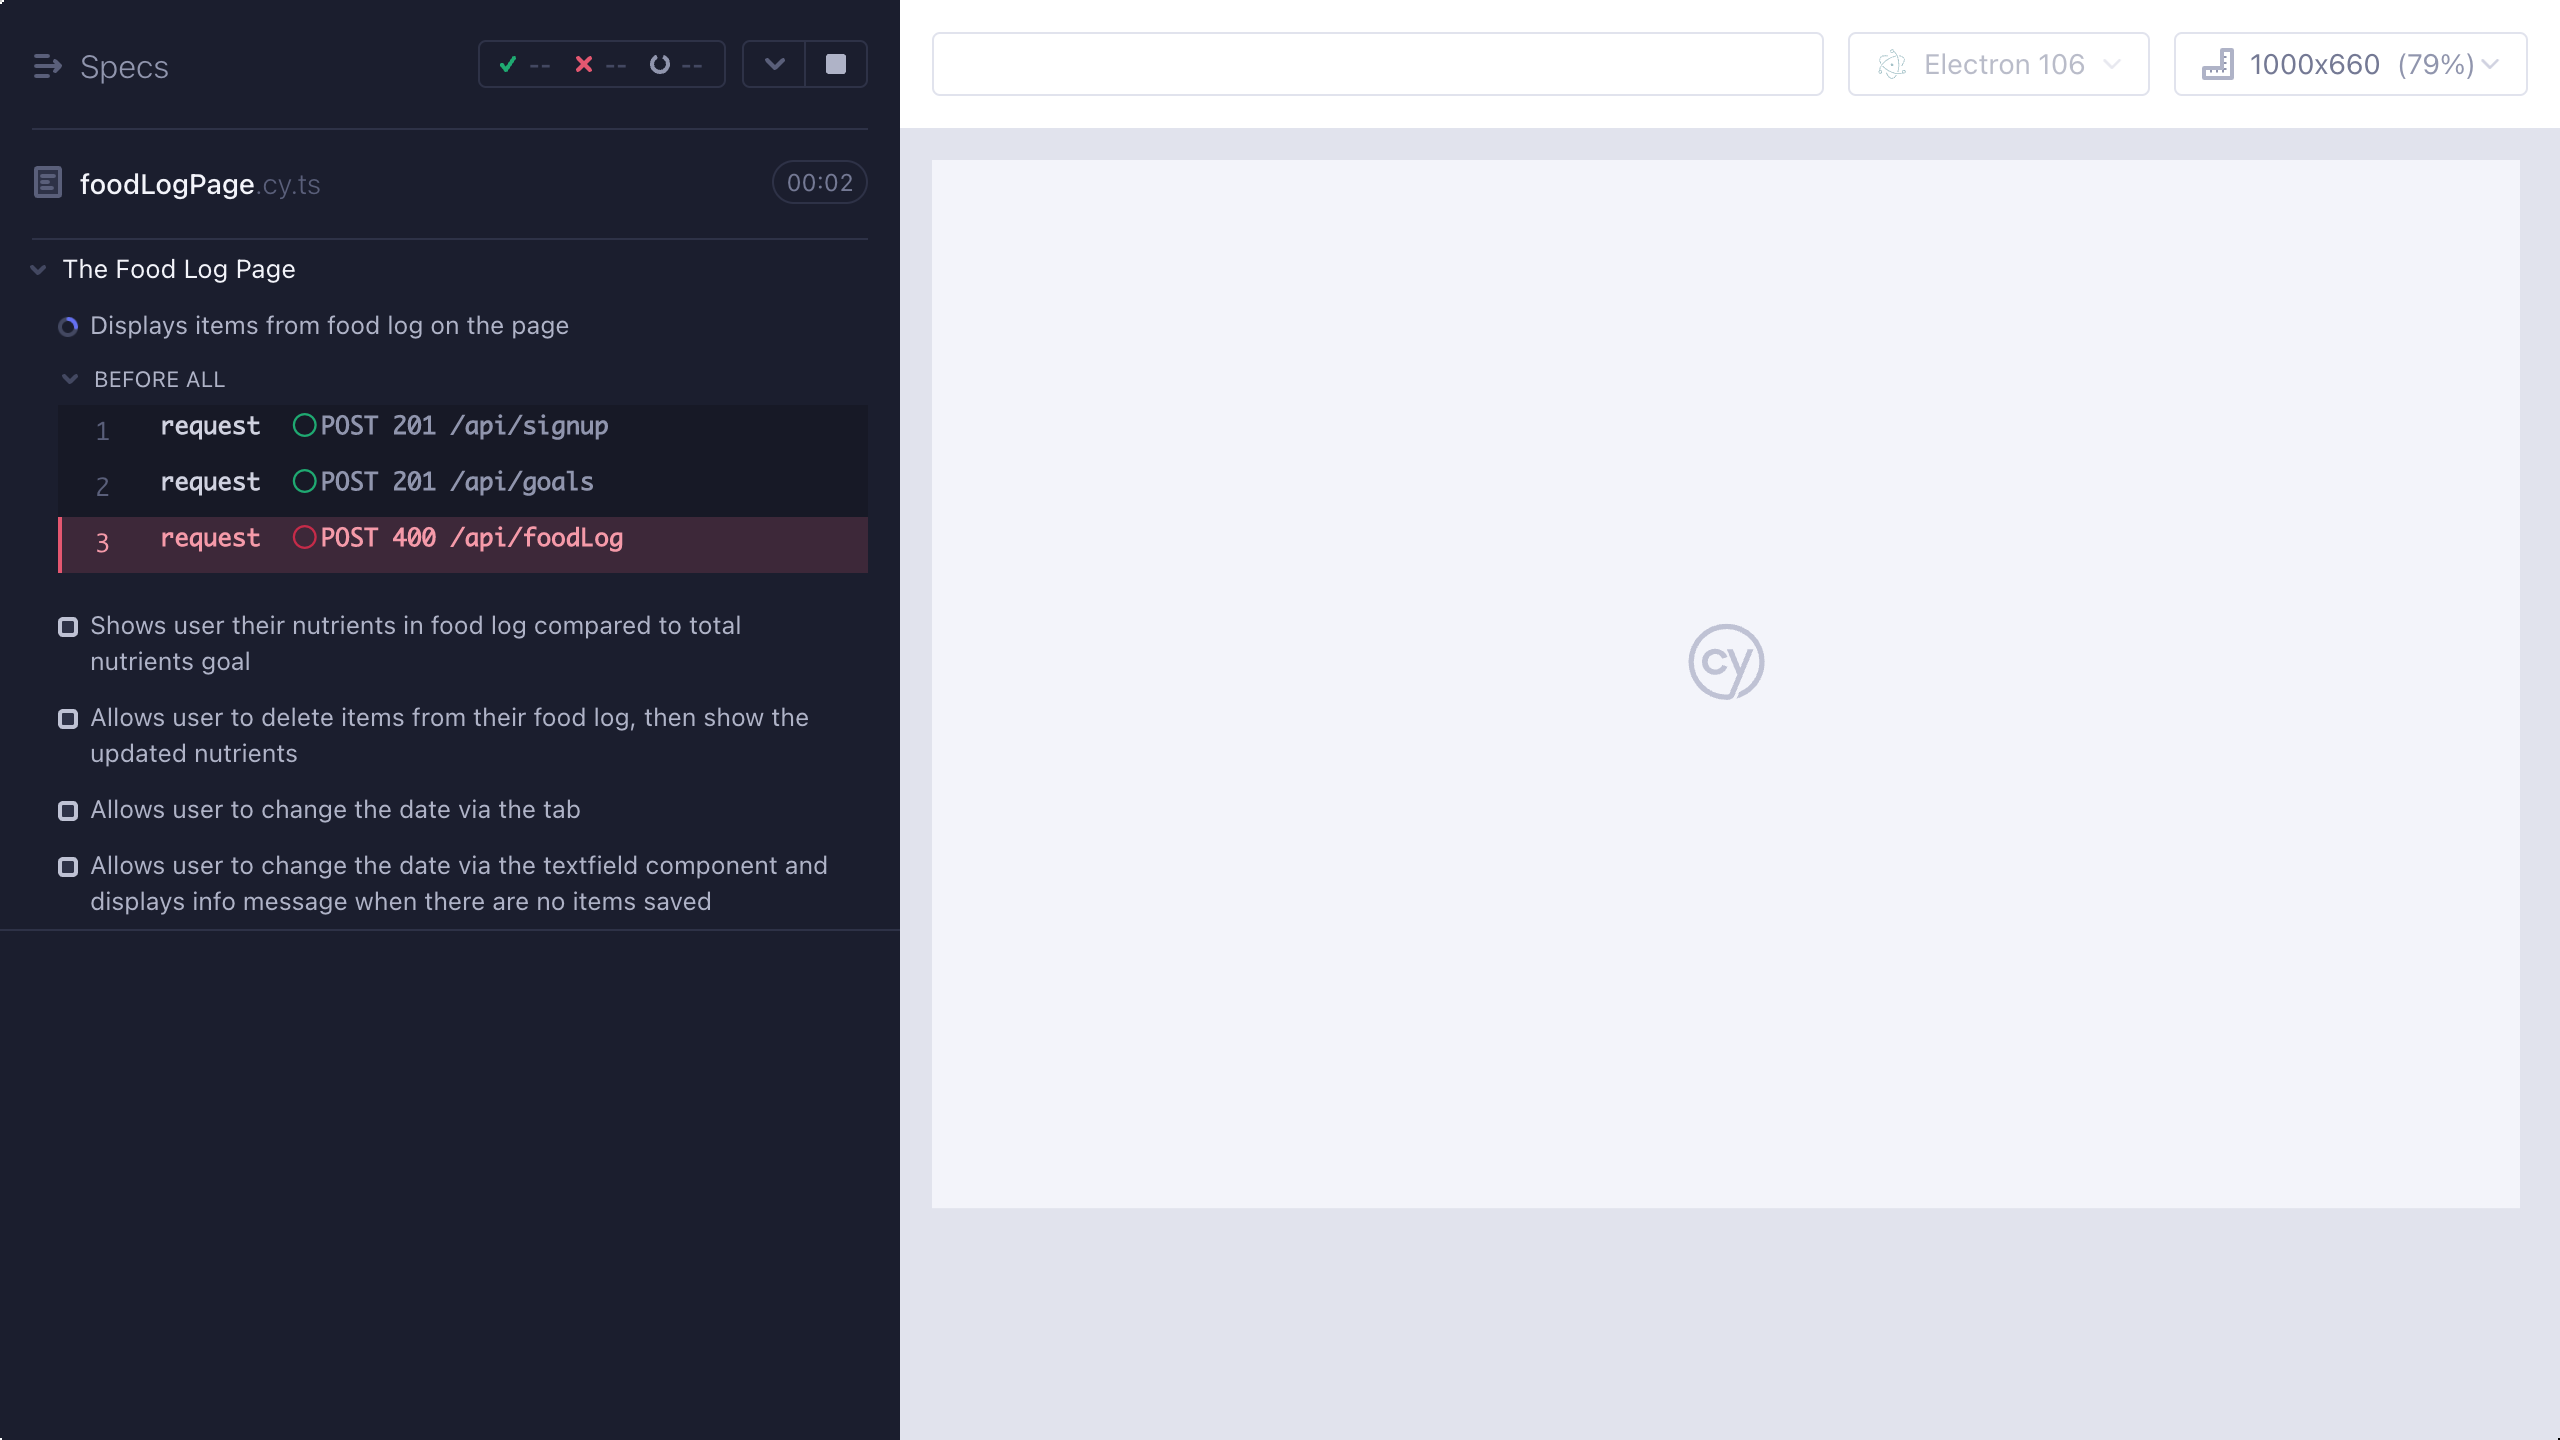 Specs
-- -- --
foodLogPage.cy.ts
00:02
The Food Log Page
Displays items from food log on the page
BEFORE ALL
1 request POST 201 /api/signup
2 request POST 201 /api/goals
3 request POST 400 /api/foodLog
Shows user their nutrients in food log compared to total
nutrients goal
Allows user to delete items from their food log, then show the
updated nutrients
Allows user to change the date via the tab
Allows user to change the date via the textfield component and
displays info message when there are no items saved
Electron 106
1000x660 (79%)
cy